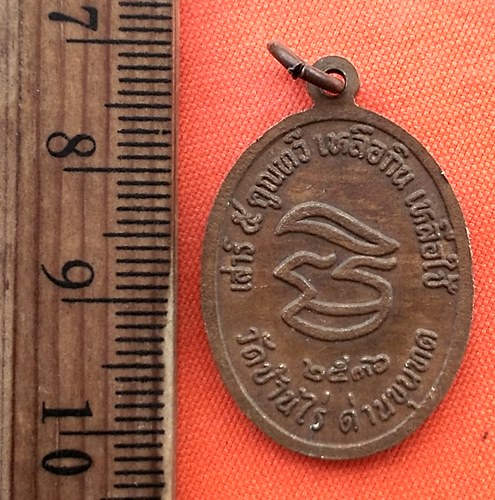 7
8
9
10
เสาร์ ๕ คูณทวี เหลือกิน เหลือใช้
๒๕๓๖
วัดบ้านไร่ ด่านขุนทด